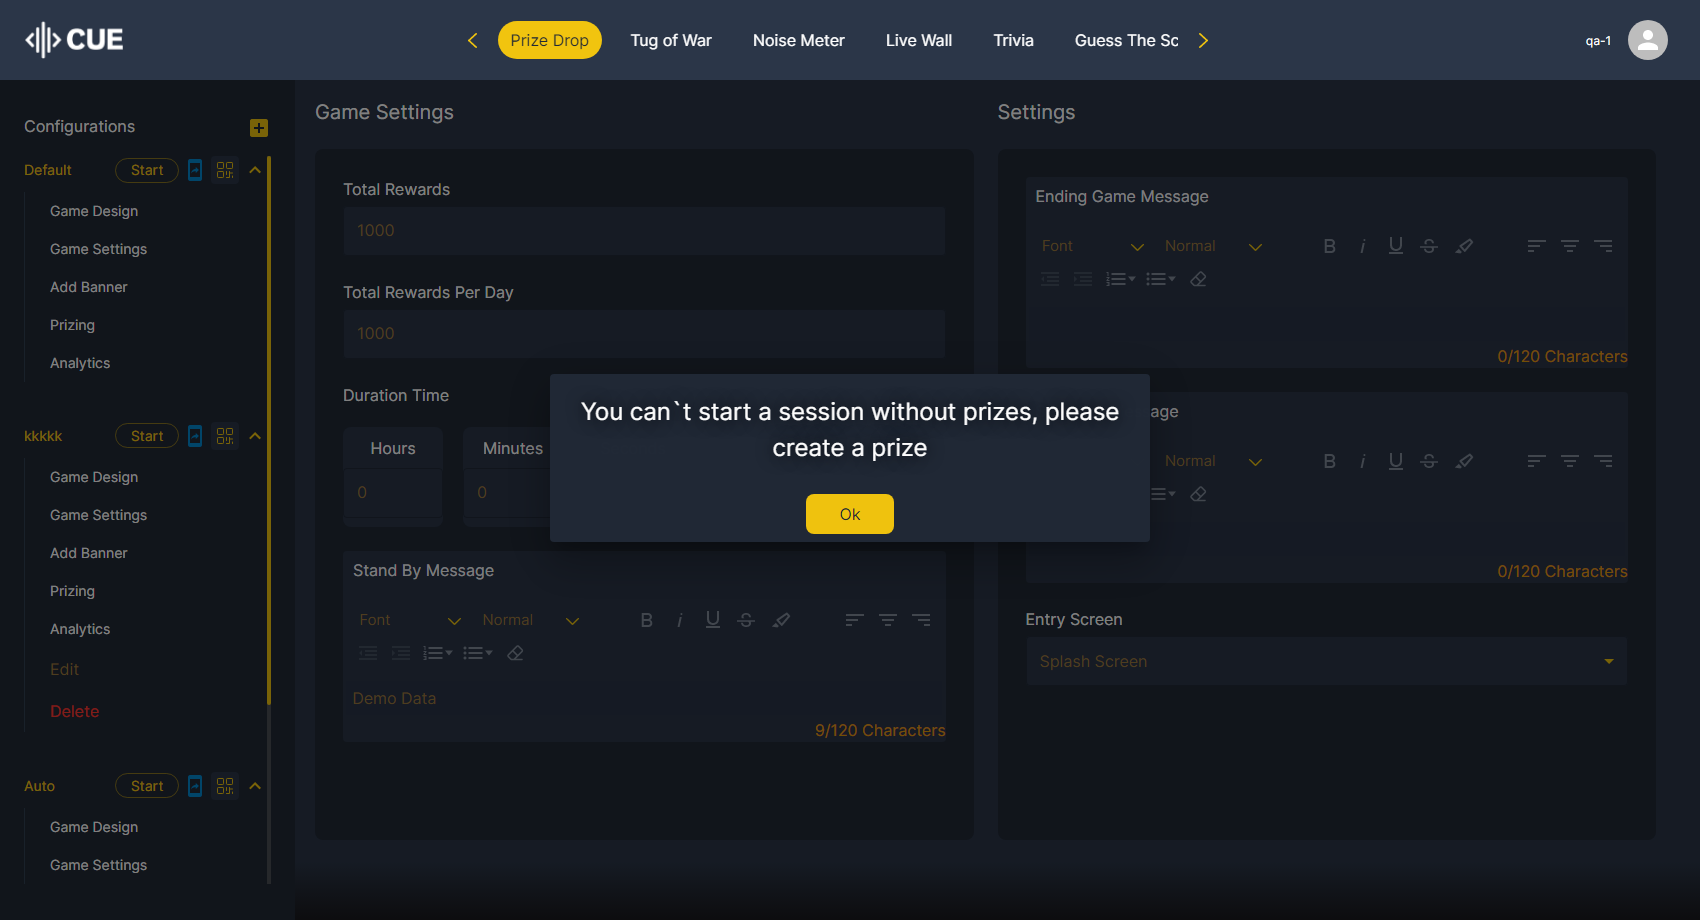 CUE
Prize Drop
Tug of War
Noise Meter
Live Wall
Trivia
Guess The Sc
qa-1
Configurations
Default
Start
Game Design
Game Settings
Add Banner
Prizing
Analytics
kkkkk
Start
Game Design
Game Settings
Add Banner
Prizing
Analytics
Edit
Delete
Auto
Start
Game Design
Game Settings
Game Settings
Total Rewards
1000
Total Rewards Per Day
1000
Duration Time
Hours
Minutes
0
0
Stand By Message
Font
Normal
B
i
U
S
Demo Data
9/120 Characters
Settings
Ending Game Message
Font
Normal
B
i
U
S
0/120 Characters
age
Normal
B
i
U
S
0/120 Characters
Entry Screen
Splash Screen
You can`t start a session without prizes, please
create a prize
Ok